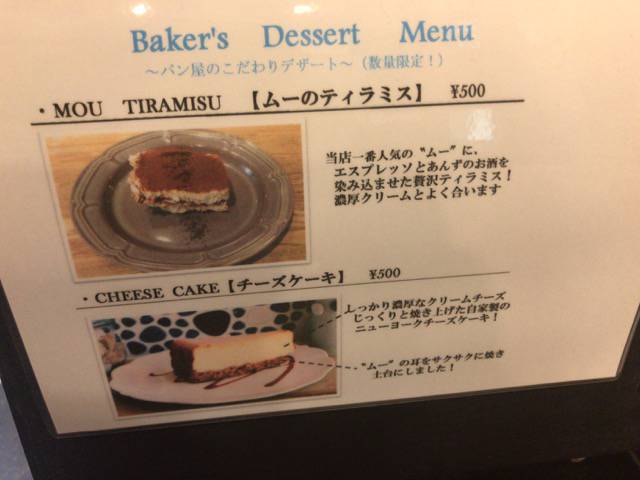 Baker's Dessert Menu
～パン屋のこだわりデザート～（数量限定！）
・MOU TIRAMISU 【ムーのティラミス】 ¥500
当店一番人気の“ムー”に、
エスプレッソとあんずのお酒を
染み込ませた贅沢ティラミス！
濃厚クリームとよく合います
・CHEESE CAKE【チーズケーキ】 ¥500
しっかり濃厚なクリームチーズ
じっくりと焼き上げた自家製の
ニューヨークチーズケーキ！
“ムー”の耳をサクサクに焼き
土台にしました！